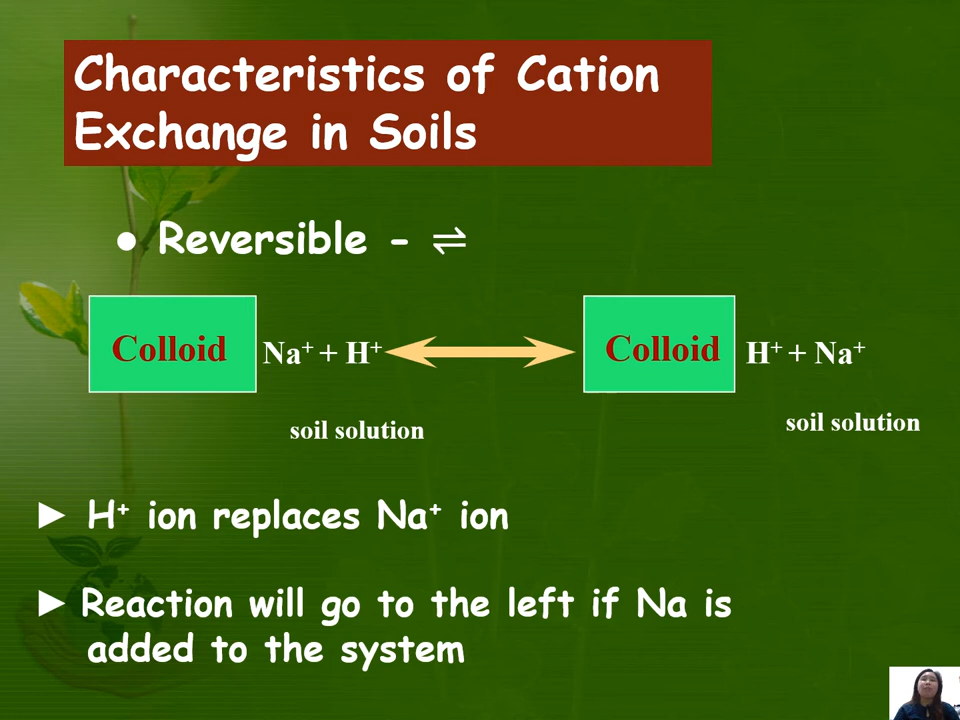 Characteristics of Cation
Exchange in Soils
● Reversible - ⇌
Colloid Na⁺ + H⁺ Colloid H⁺ + Na⁺
soil solution soil solution
► H⁺ ion replaces Na⁺ ion
► Reaction will go to the left if Na is
added to the system